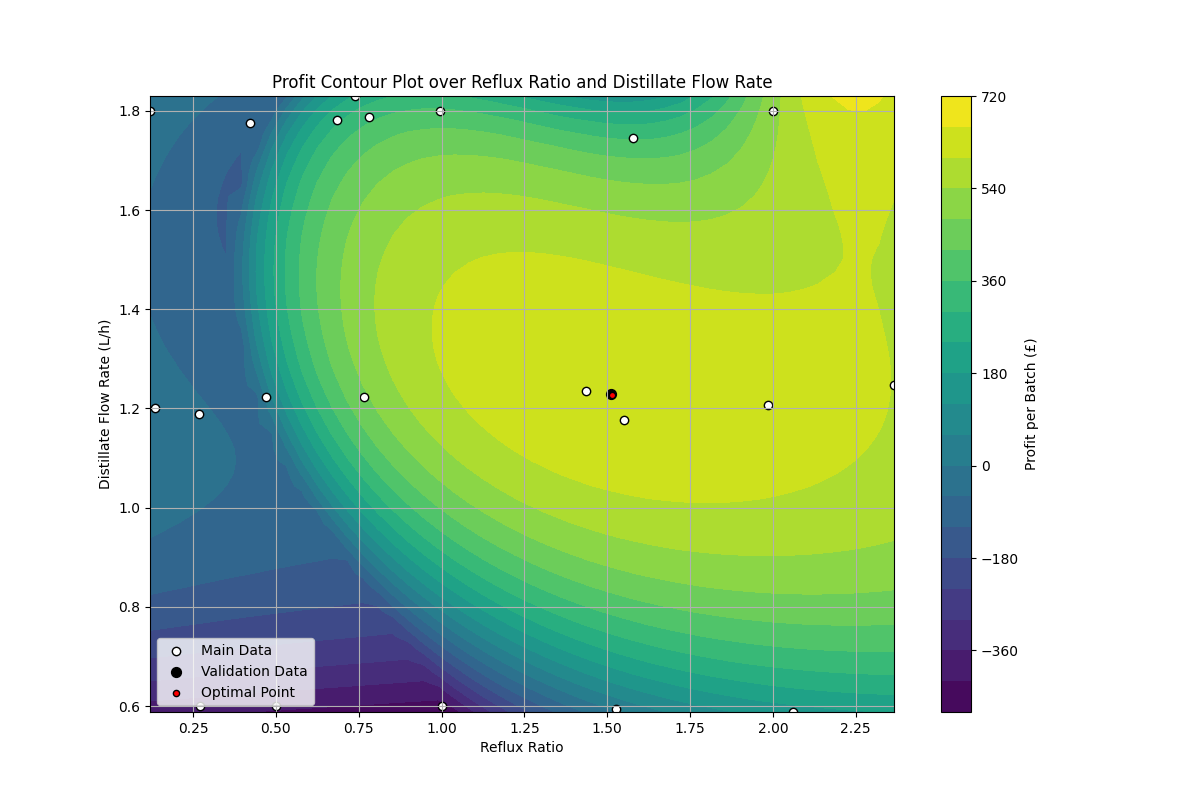 Profit Contour Plot over Reflux Ratio and Distillate Flow Rate
1.8
1.6
1.4
1.2
1.0
0.8
0.6
Distillate Flow Rate (L/h)
Main Data
Validation Data
Optimal Point
0.25 0.50 0.75 1.00 1.25 1.50 1.75 2.00 2.25
Reflux Ratio
720
540
360
180
0
−180
−360
Profit per Batch (£)